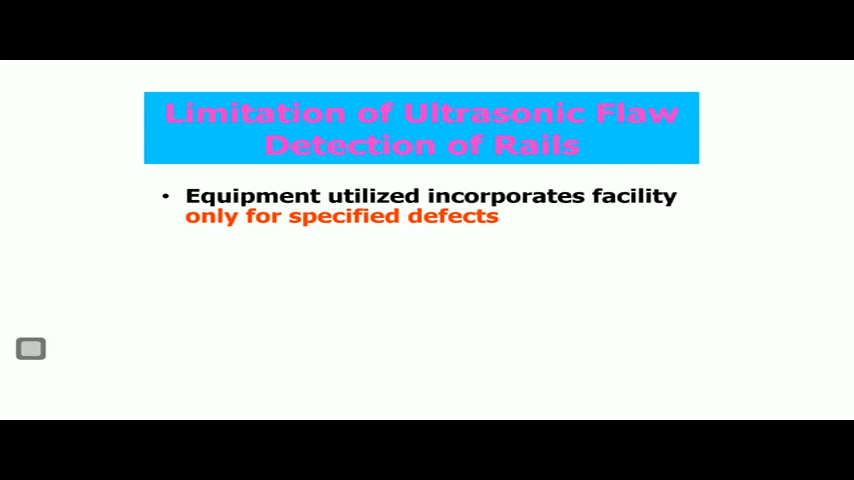 Limitation of Ultrasonic Flaw
Detection of Rails
• Equipment utilized incorporates facility
only for specified defects